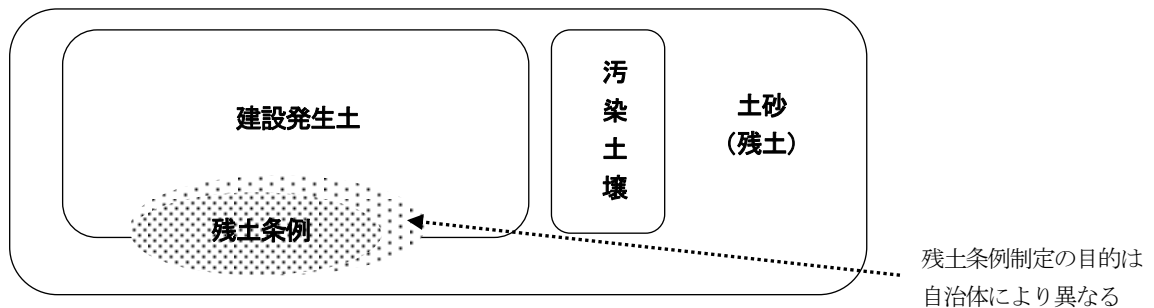 建設発生土
汚染土壌
土砂
（残土）
残土条例
残土条例制定の目的は
自治体により異なる